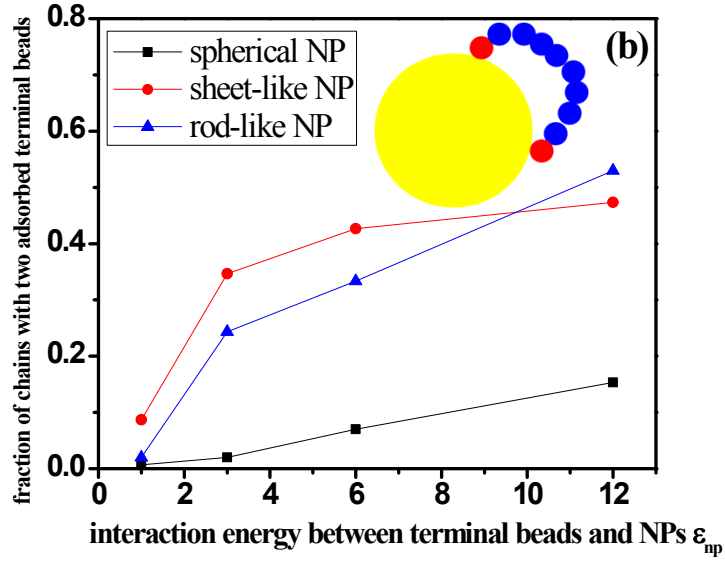 0.8
0.6
0.4
0.2
0.0
fraction of chains with two adsorbed terminal beads
spherical NP
sheet-like NP
rod-like NP
(b)
0 2 4 6 8 10 12
interaction energy between terminal beads and NPs ε_np